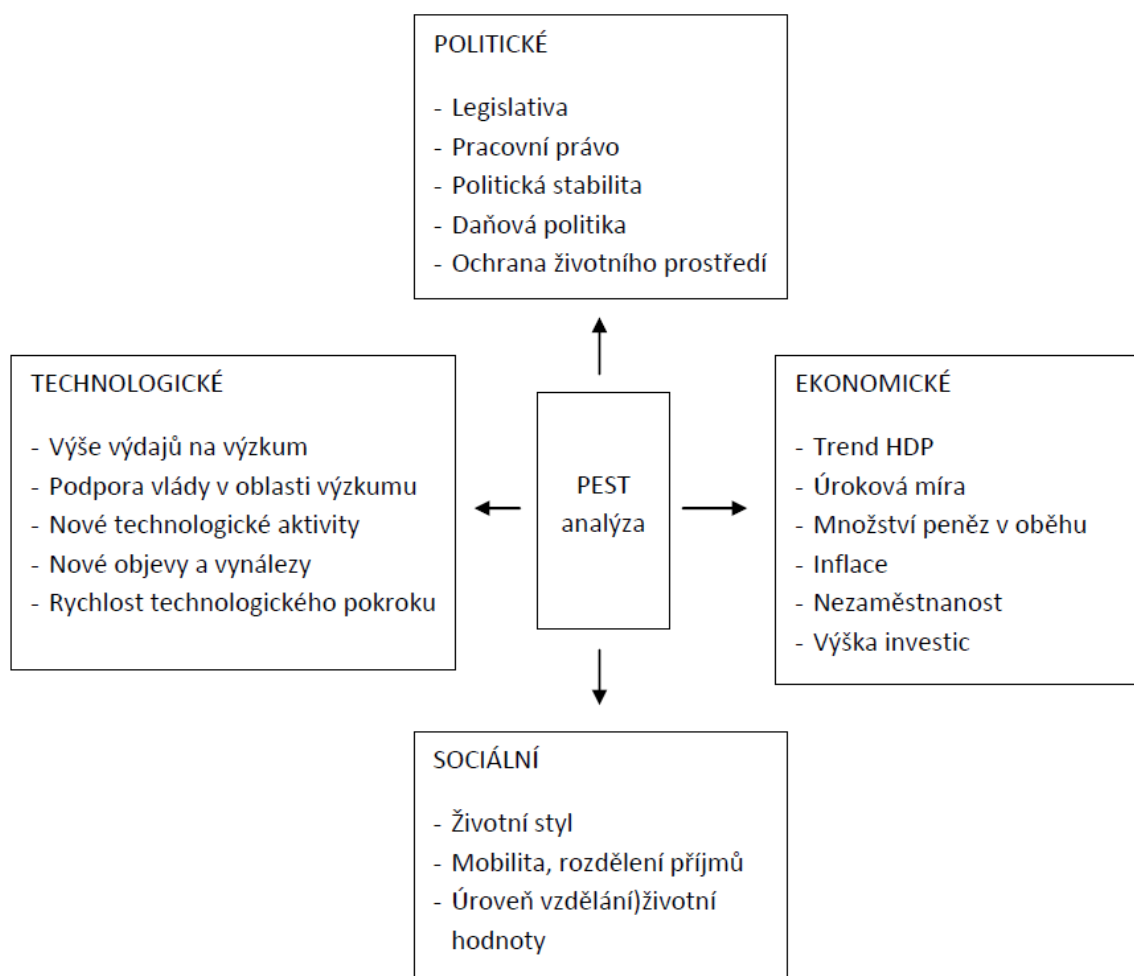 POLITICKÉ
- Legislativa
- Pracovní právo
- Politická stabilita
- Daňová politika
- Ochrana životního prostředí
TECHNOLOGICKÉ
- Výše výdajů na výzkum
- Podpora vlády v oblasti výzkumu
- Nové technologické aktivity
- Nové objevy a vynálezy
- Rychlost technologického pokroku
PEST
analýza
EKONOMICKÉ
- Trend HDP
- Úroková míra
- Množství peněz v oběhu
- Inflace
- Nezaměstnanost
- Výška investic
SOCIÁLNÍ
- Životní styl
- Mobilita, rozdělení příjmů
- Úroveň vzdělání)životní
hodnoty